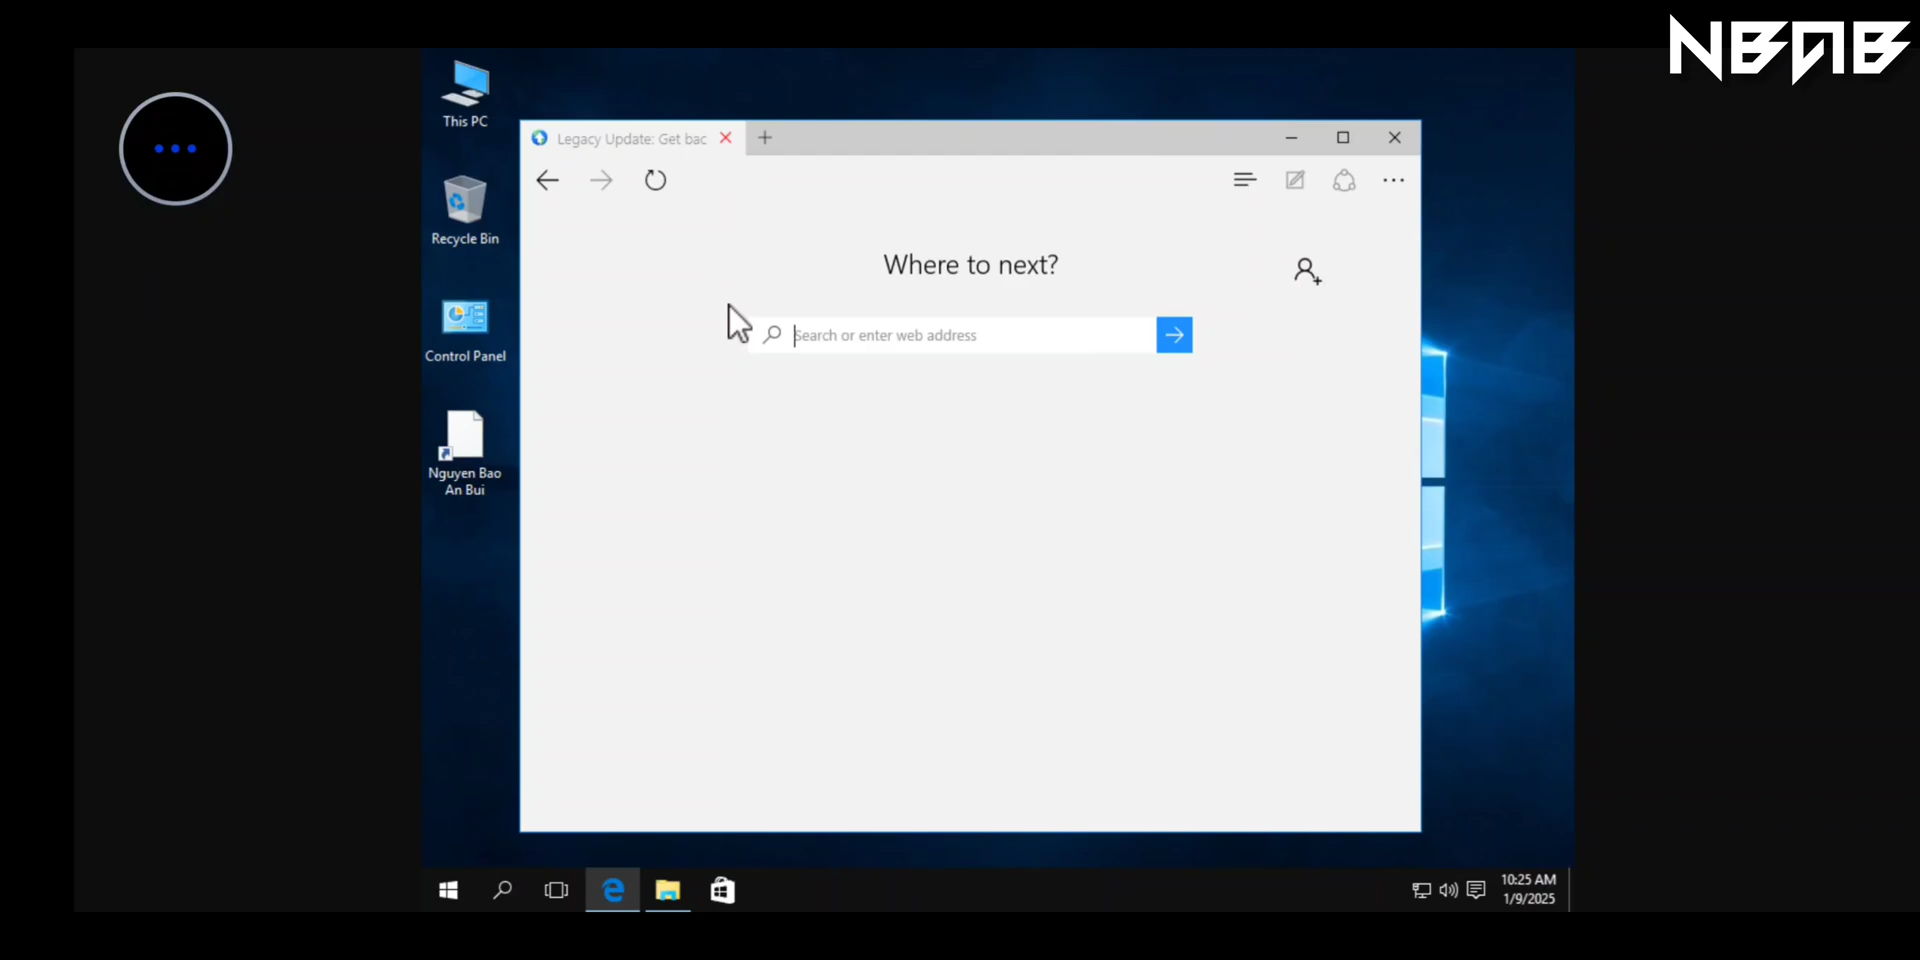 NBAB
This PC
Legacy Update: Get bac
Where to next?
Search or enter web address
Recycle Bin
Control Panel
Nguyen Bao
An Bui
10:25 AM
1/9/2025